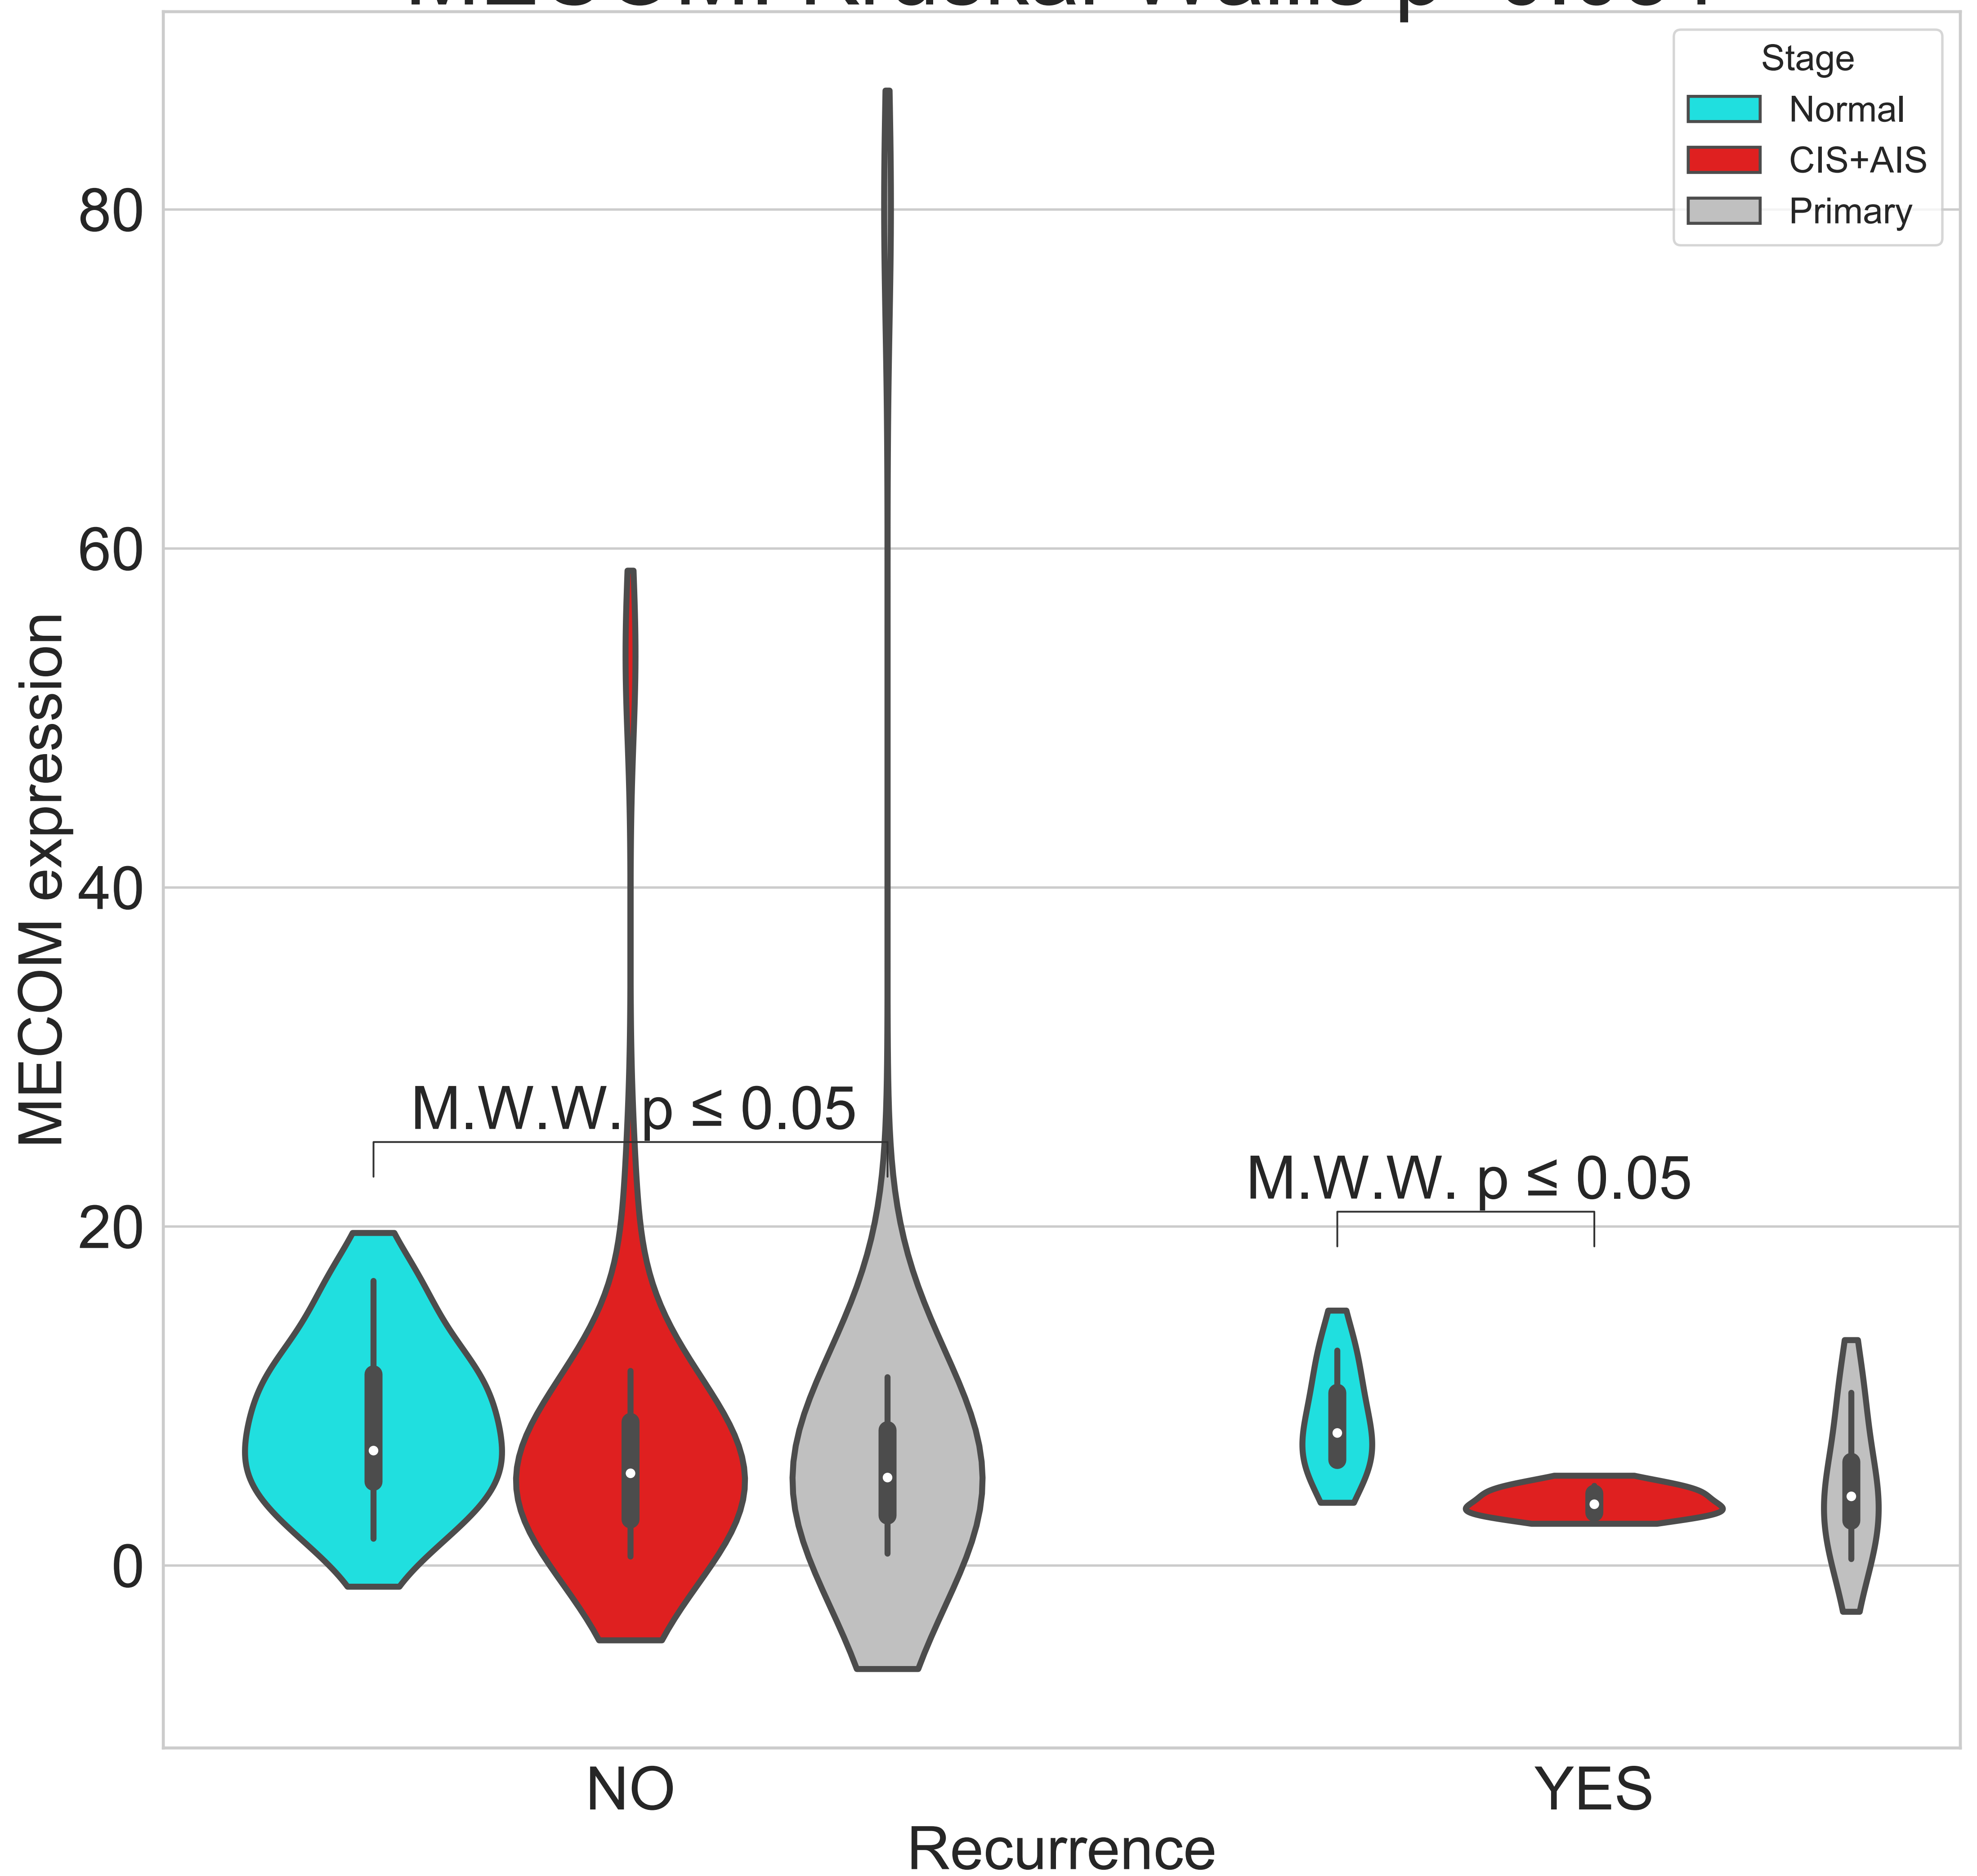 Stage
Normal
CIS+AIS
Primary
80
60
40
20
0
MECOM expression
M.W.W. p ≤ 0.05
M.W.W. p ≤ 0.05
NO
YES
Recurrence